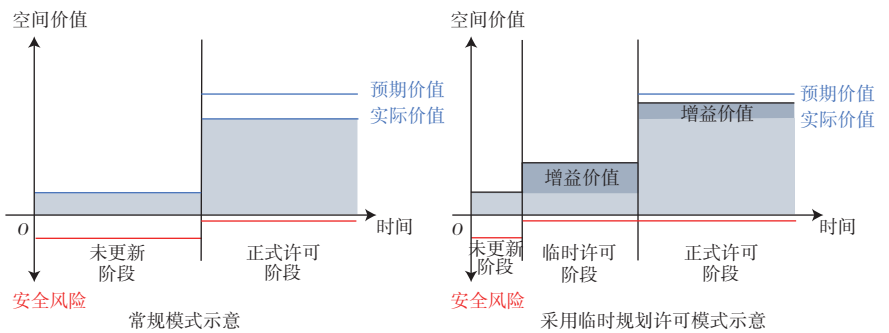 空间价值
预期价值
实际价值
时间
O
未更新
阶段
正式许可
阶段
安全风险
常规模式示意
空间价值
预期价值
增益价值
实际价值
增益价值
时间
O
未更新
阶段
临时许可
阶段
正式许可
阶段
安全风险
采用临时规划许可模式示意